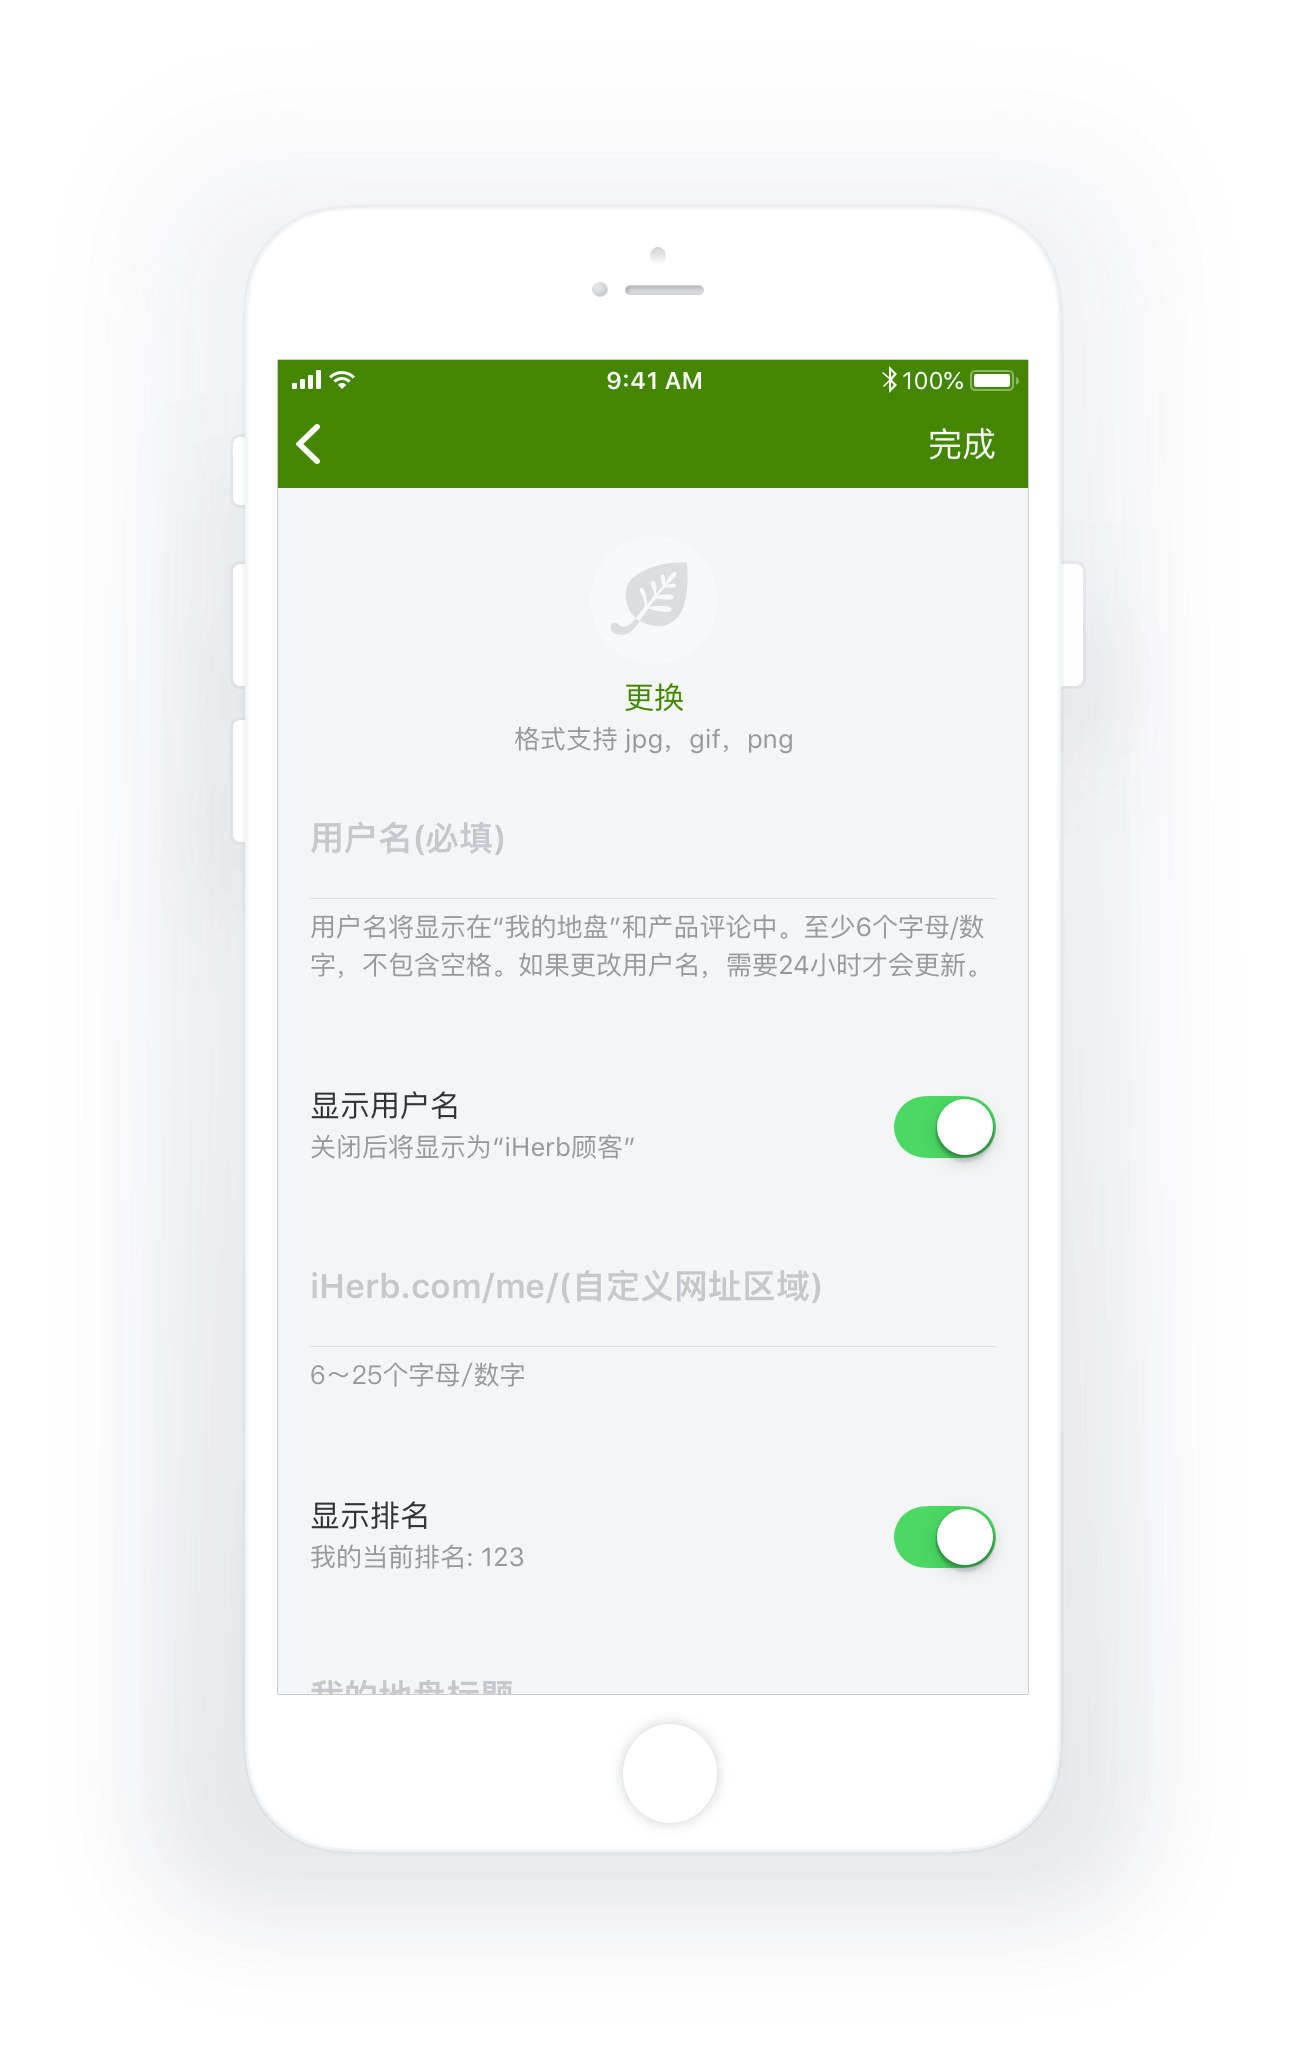 9:41 AM
100%
完成
更换
格式支持 jpg，gif，png
用户名(必填)
用户名将显示在“我的地盘”和产品评论中。至少6个字母/数
字，不包含空格。如果更改用户名，需要24小时才会更新。
显示用户名
关闭后将显示为“iHerb顾客”
iHerb.com/me/(自定义网址区域)
6～25个字母/数字
显示排名
我的当前排名: 123
我的地盘标题